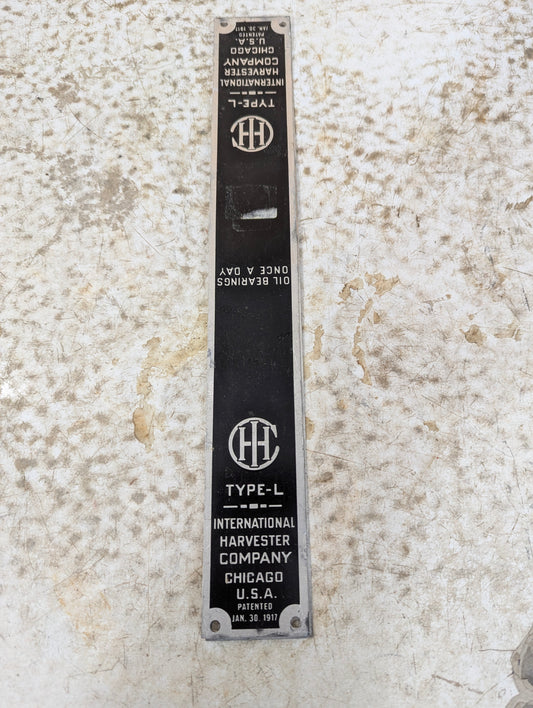 JAN. 30. 1917
PATENTED
U.S.A.
CHICAGO
COMPANY
HARVESTER
INTERNATIONAL
TYPE-L
IHC
OIL BEARINGS
ONCE A DAY
IHC
TYPE-L
INTERNATIONAL
HARVESTER
COMPANY
CHICAGO
U.S.A.
PATENTED
JAN. 30. 1917